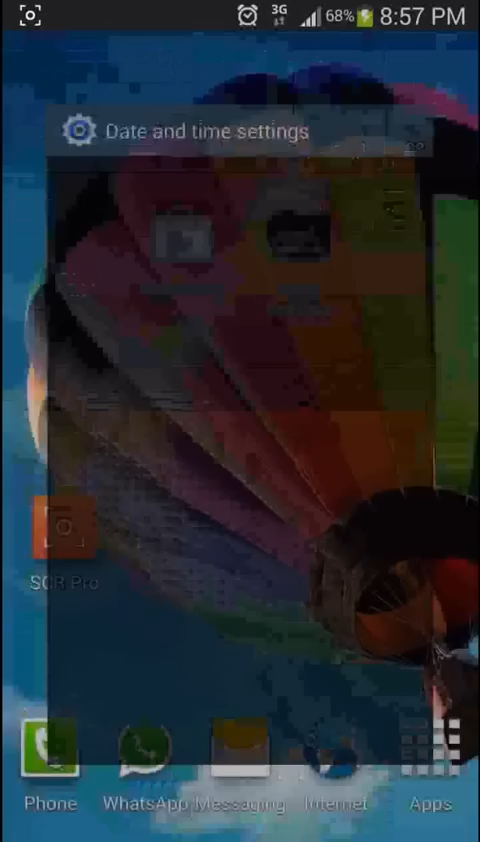 3G 68% 8:57 PM
Date and time settings
SCR Pro
Phone WhatsApp Messaging Internet Apps